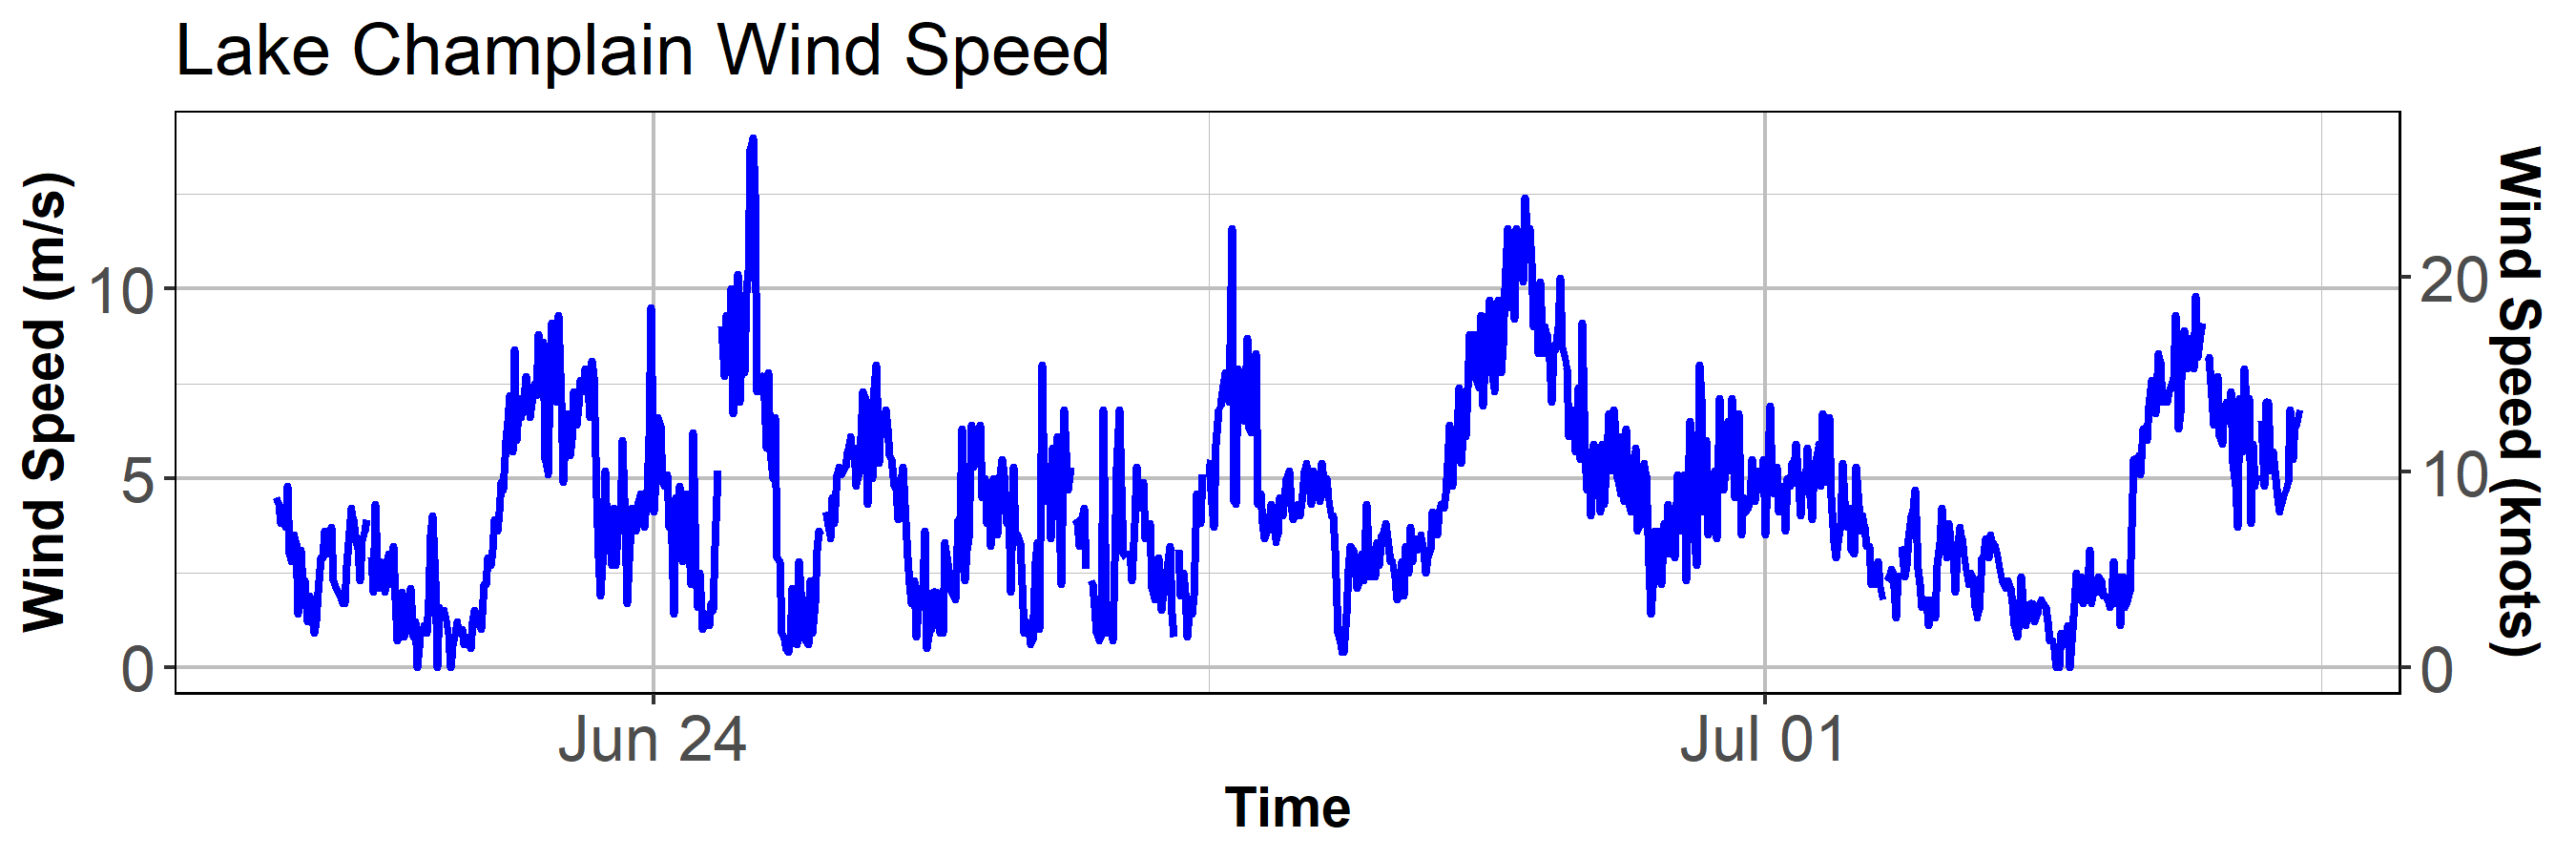 Lake Champlain Wind Speed
Wind Speed (m/s)
10
5
0
20
10
0
Wind Speed (knots)
Jun 24
Jul 01
Time